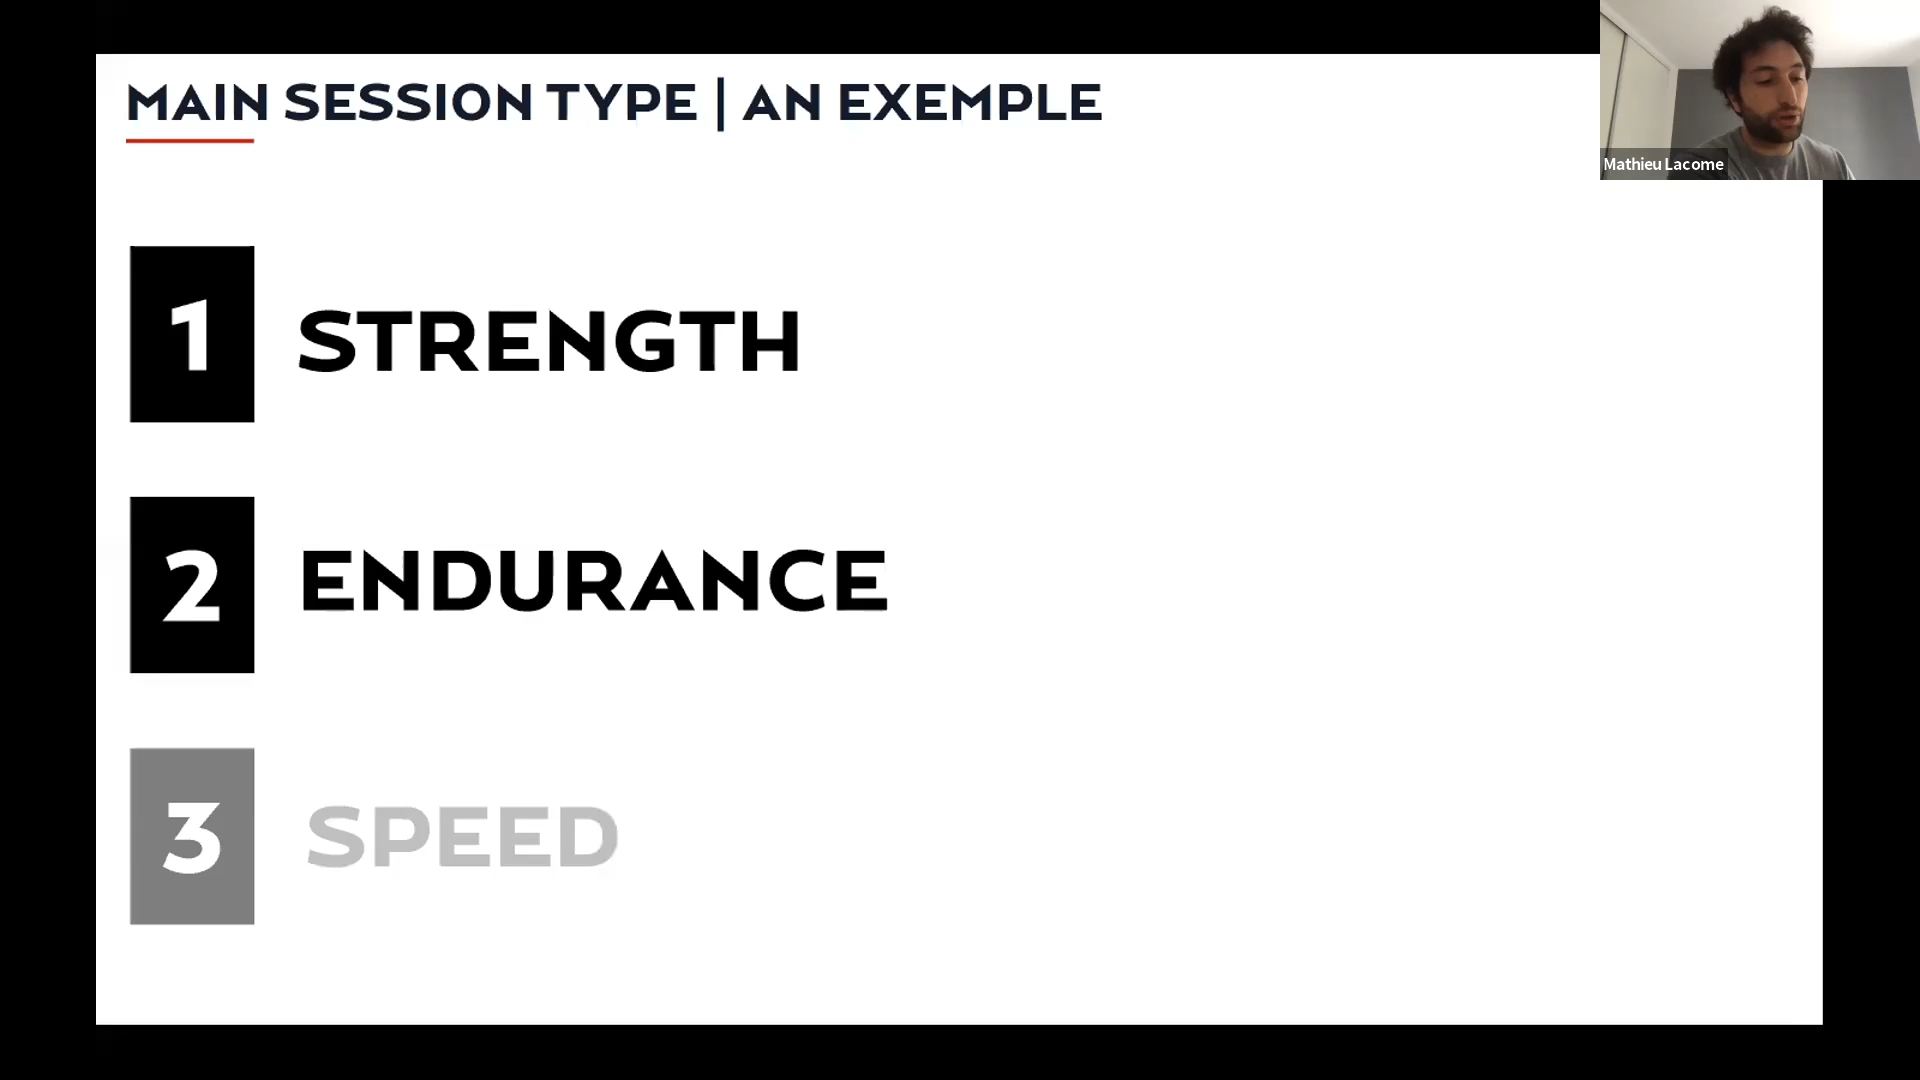 MAIN SESSION TYPE | AN EXEMPLE
Mathieu Lacome
1 STRENGTH
2 ENDURANCE
3 SPEED